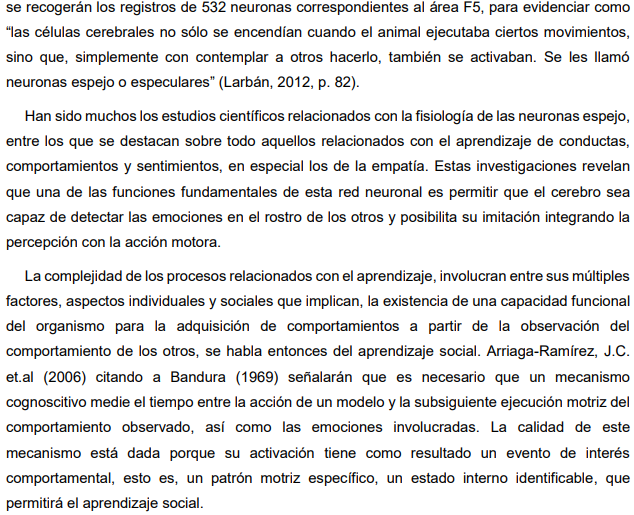 se recogerán los registros de 532 neuronas correspondientes al área F5, para evidenciar como
“las células cerebrales no sólo se encendían cuando el animal ejecutaba ciertos movimientos,
sino que, simplemente con contemplar a otros hacerlo, también se activaban. Se les llamó
neuronas espejo o especulares” (Larbán, 2012, p. 82).
Han sido muchos los estudios científicos relacionados con la fisiología de las neuronas espejo,
entre los que se destacan sobre todo aquellos relacionados con el aprendizaje de conductas,
comportamientos y sentimientos, en especial los de la empatía. Estas investigaciones revelan
que una de las funciones fundamentales de esta red neuronal es permitir que el cerebro sea
capaz de detectar las emociones en el rostro de los otros y posibilita su imitación integrando la
percepción con la acción motora.
La complejidad de los procesos relacionados con el aprendizaje, involucran entre sus múltiples
factores, aspectos individuales y sociales que implican, la existencia de una capacidad funcional
del organismo para la adquisición de comportamientos a partir de la observación del
comportamiento de los otros, se habla entonces del aprendizaje social. Arriaga-Ramírez, J.C.
et.al (2006) citando a Bandura (1969) señalarán que es necesario que un mecanismo
cognoscitivo medie el tiempo entre la acción de un modelo y la subsiguiente ejecución motriz del
comportamiento observado, así como las emociones involucradas. La calidad de este
mecanismo está dada porque su activación tiene como resultado un evento de interés
comportamental, esto es, un patrón motriz específico, un estado interno identificable, que
permitirá el aprendizaje social.